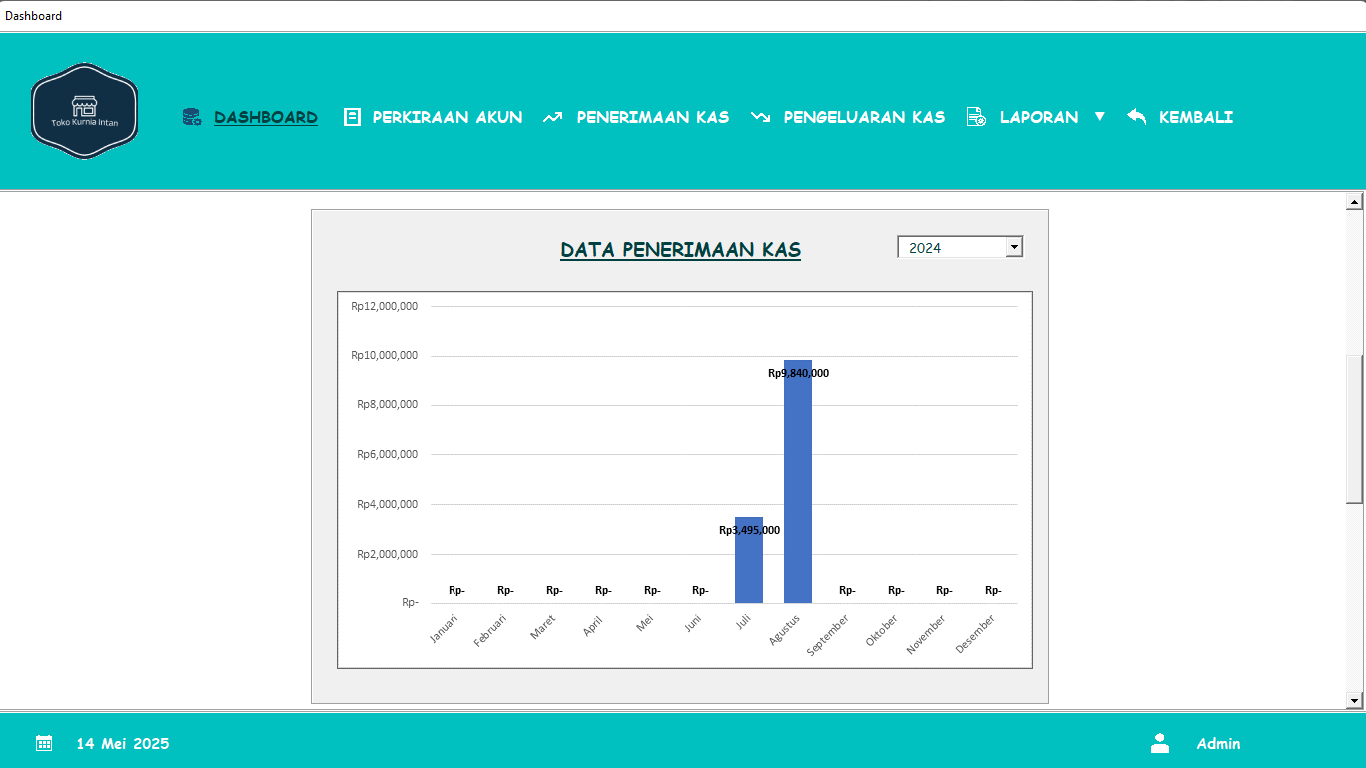 Dashboard
Toko Kurnia Intan
DASHBOARD PERKIRAAN AKUN PENERIMAAN KAS PENGELUARAN KAS LAPORAN ▼ KEMBALI
DATA PENERIMAAN KAS
2024
Rp12,000,000
Rp10,000,000
Rp9,840,000
Rp8,000,000
Rp6,000,000
Rp4,000,000
Rp3,495,000
Rp2,000,000
Rp- Rp- Rp- Rp- Rp- Rp- Rp- Rp- Rp- Rp-
Rp-
Januari Februari Maret April Mei Juni Juli Agustus September Oktober November Desember
14 Mei 2025
Admin